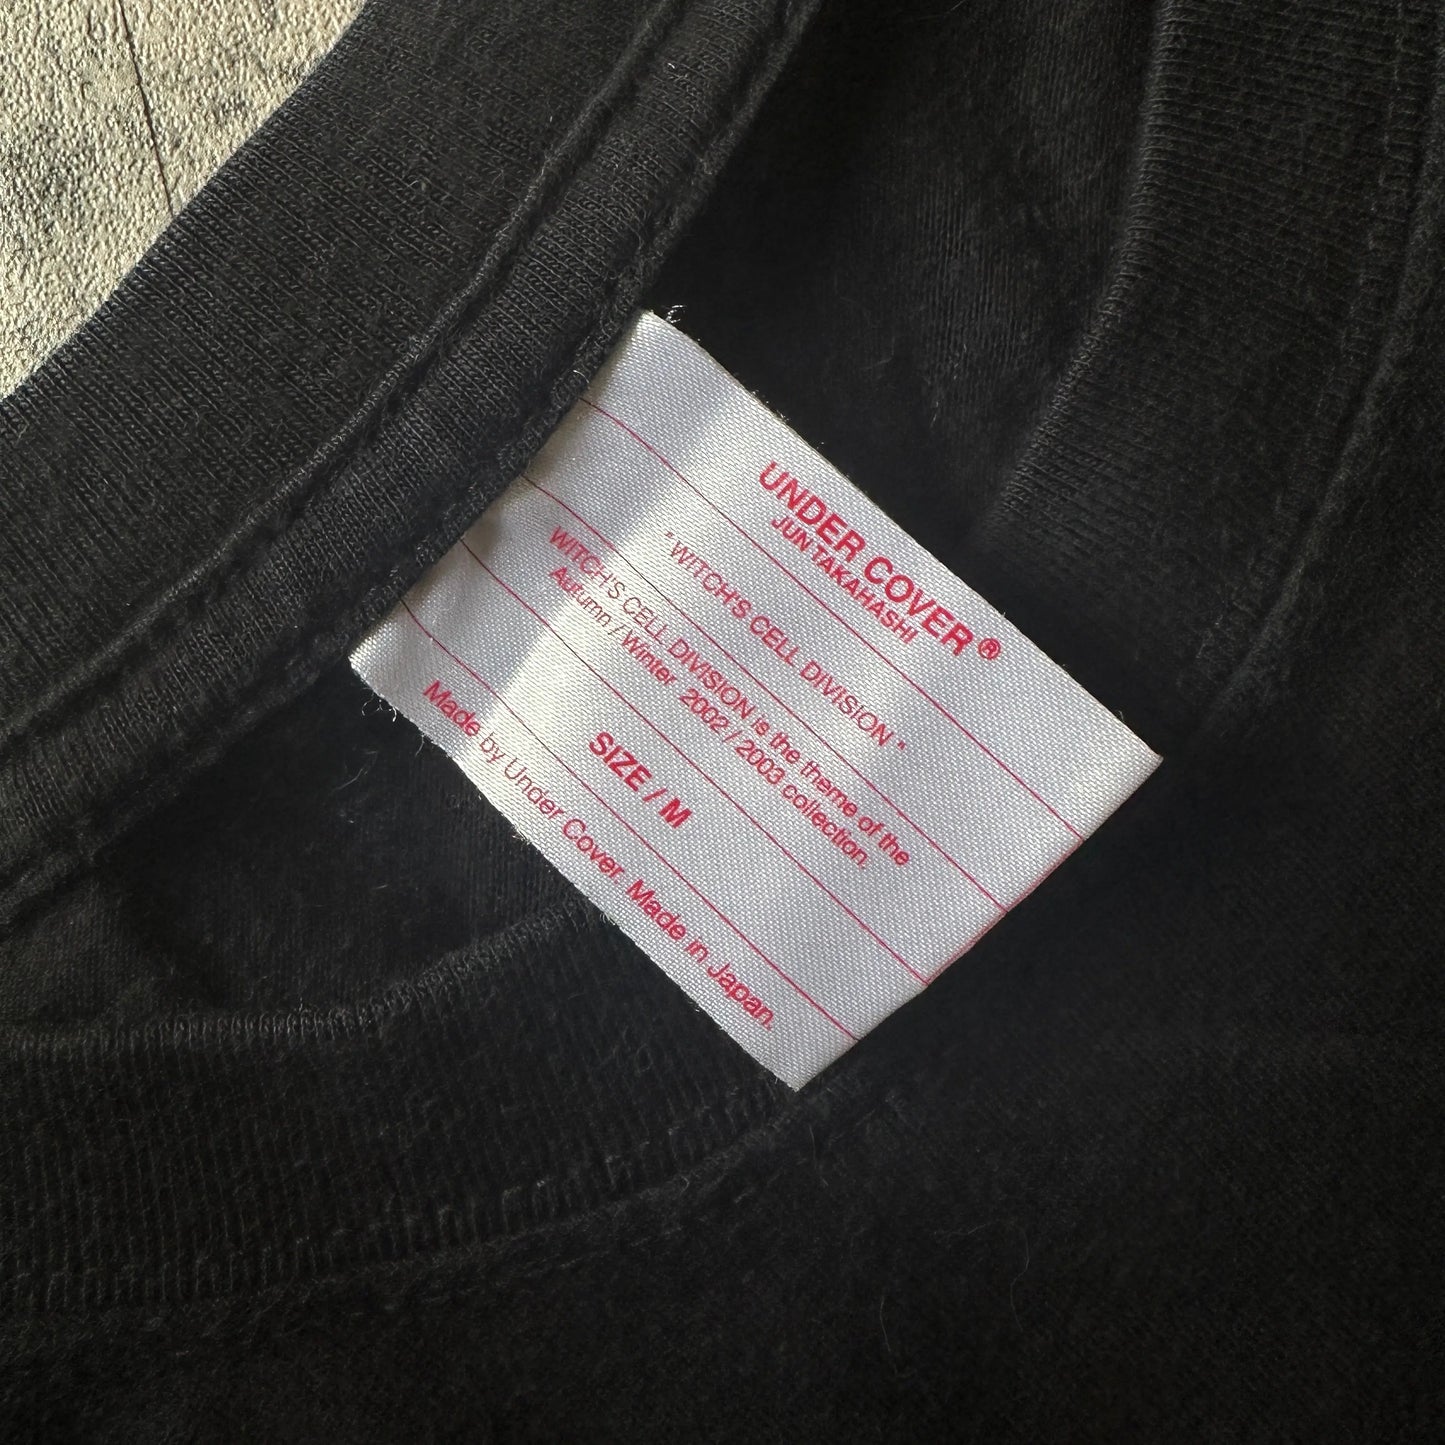 UNDER COVER®
JUN TAKAHASHI
" WITCH'S CELL DIVISION "
WITCH'S CELL DIVISION is the theme of the
Autumn / Winter 2002 / 2003 collection.
SIZE / M
Made by Under Cover. Made in Japan.